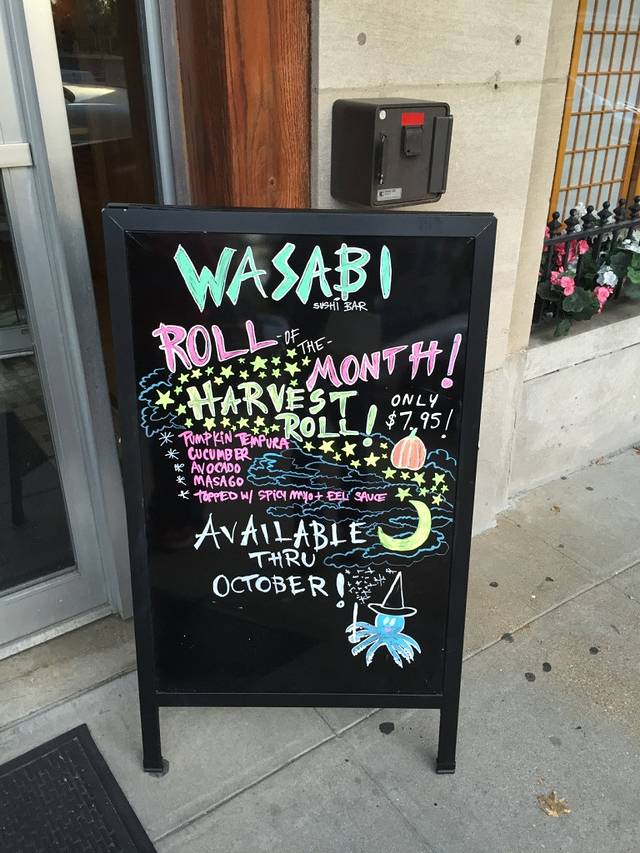 WASABI
SUSHI BAR
ROLL -OF
-THE-
MONTH!
HARVEST
ROLL!
ONLY
$7.95!
* PUMPKIN TEMPURA
* CUCUMBER
* AVOCADO
* MASAGO
* TOPPED W/ SPICY MAYO + EEL SAUCE
AVAILABLE
THRU
OCTOBER!